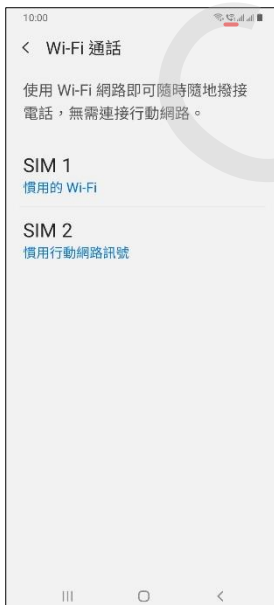 10:00
Wi-Fi 通話
使用 Wi-Fi 網路即可隨時隨地撥接
電話，無需連接行動網路。
SIM 1
慣用的 Wi-Fi
SIM 2
慣用行動網路訊號